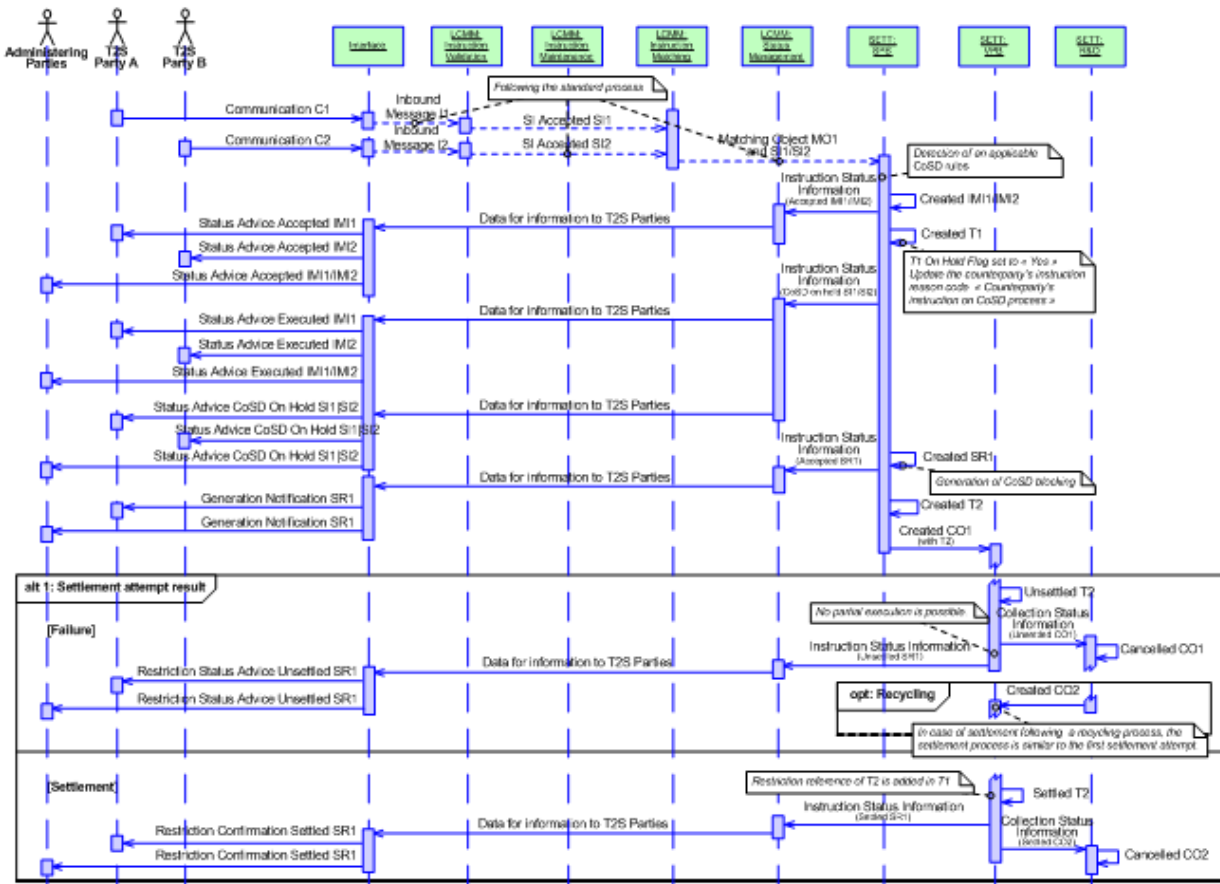 Administering
Parties
T2S
Party A
T2S
Party B
Interface
LCMM:
Instruction
Validation
LCMM:
Instruction
Maintenance
LCMM:
Instruction
Matching
LCMM:
Status
Management
SETT:
SETT:
VPB
SETT:
R&O
Following the standard process
Communication C1
Inbound
Message I1
SI Accepted SI1
Communication C2
Inbound
Message I2
SI Accepted SI2
Matching Object MO1
and SI1/SI2
Detection of an applicable
CoSD rules
Instruction Status
Information
(Accepted IMI1/IMI2)
Created IMI1/IMI2
Status Advice Accepted IMI1
Data for information to T2S Parties
Created T1
Status Advice Accepted IMI2
Status Advice Accepted IMI1/IMI2
T1 On Hold Flag set to « Yes »
Update the counterparty's instruction
reason code « Counterparty's
instruction on CoSD process »
Instruction Status
Information
(CoSD on hold SI1/SI2)
Status Advice Executed IMI1
Data for information to T2S Parties
Status Advice Executed IMI2
Status Advice Executed IMI1/IMI2
Status Advice CoSD On Hold SI1|SI2
Data for information to T2S Parties
Status Advice CoSD On Hold SI1|SI2
Status Advice CoSD On Hold SI1|SI2
Instruction Status
Information
(Accepted SR1)
Created SR1
Generation of CoSD blocking
Data for information to T2S Parties
Generation Notification SR1
Created T2
Generation Notification SR1
Created CO1
(with T2)
alt 1: Settlement attempt result
Unsettled T2
No partial execution is possible
Collection Status
Information
(Unsettled CO1)
[Failure]
Instruction Status Information
(Unsettled SR1)
Cancelled CO1
Restriction Status Advice Unsettled SR1
Data for information to T2S Parties
Restriction Status Advice Unsettled SR1
opt: Recycling
Created CO2
In case of settlement following a recycling process, the
settlement process is similar to the first settlement attempt.
[Settlement]
Restriction reference of T2 is added in T1
Settled T2
Instruction Status Information
(Settled SR1)
Collection Status
Information
(Settled CO2)
Restriction Confirmation Settled SR1
Data for information to T2S Parties
Restriction Confirmation Settled SR1
Cancelled CO2